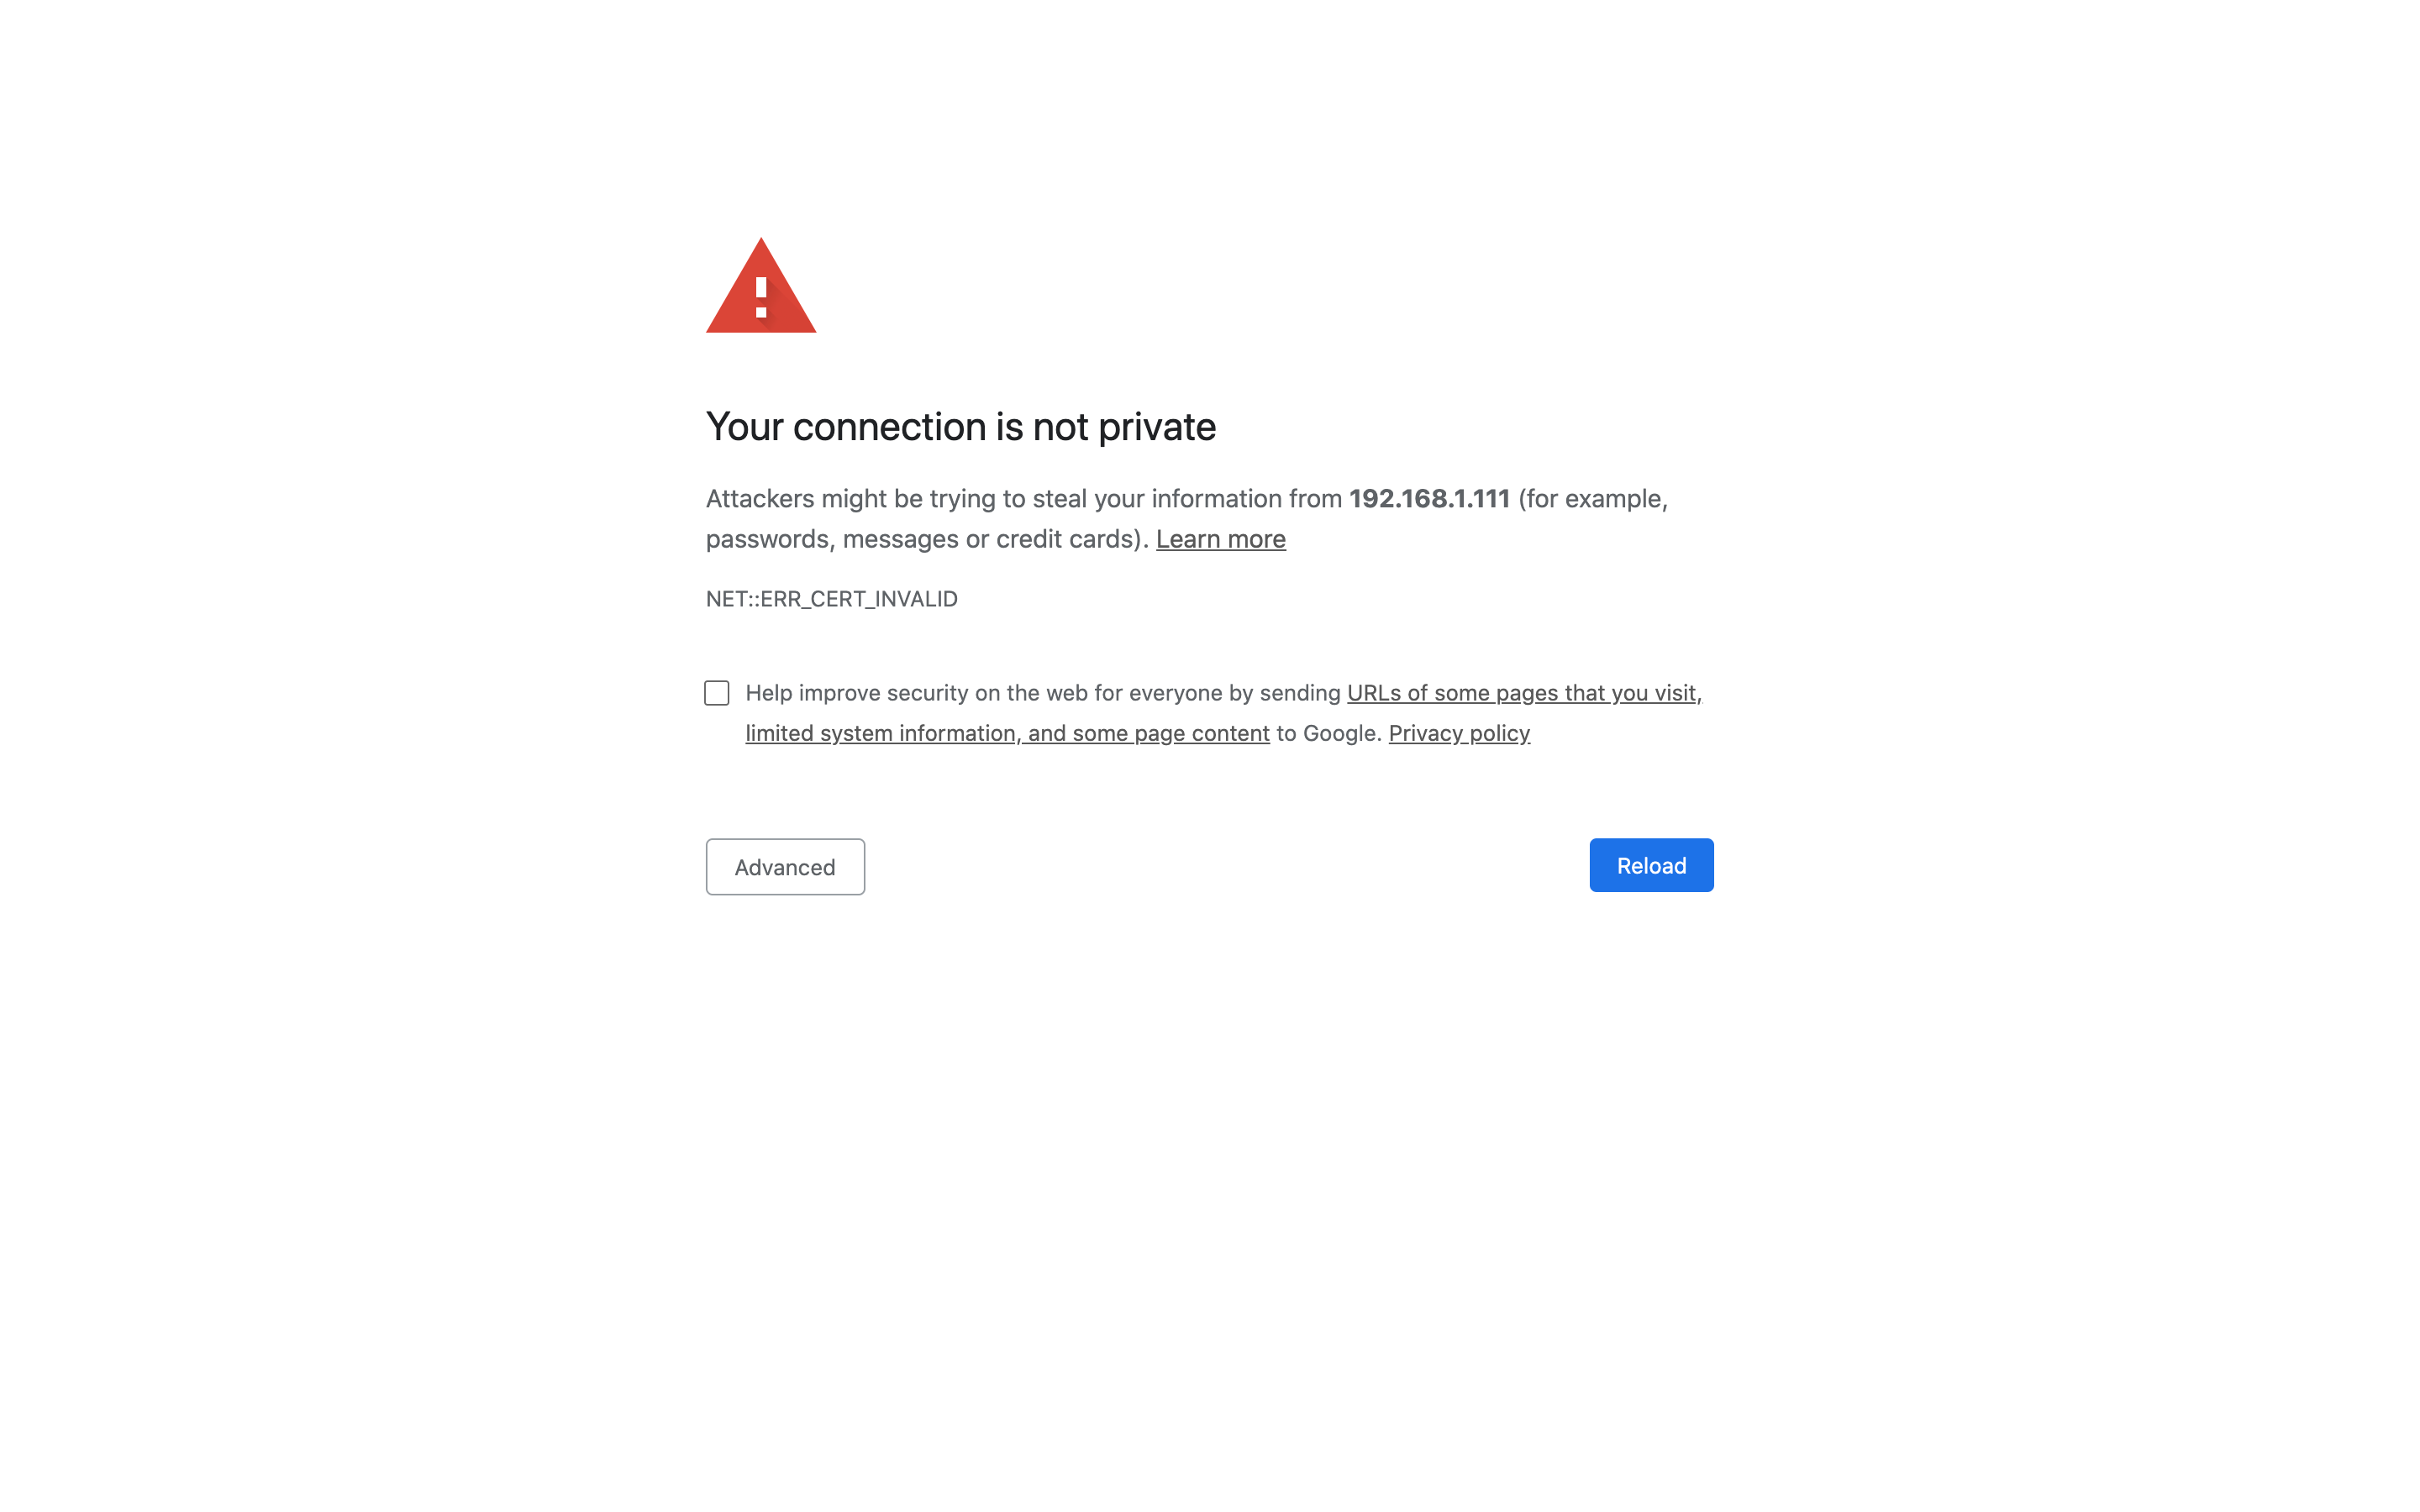 Your connection is not private
Attackers might be trying to steal your information from 192.168.1.111 (for example,
passwords, messages or credit cards). Learn more
NET::ERR_CERT_INVALID
Help improve security on the web for everyone by sending URLs of some pages that you visit,
limited system information, and some page content to Google. Privacy policy
Advanced
Reload